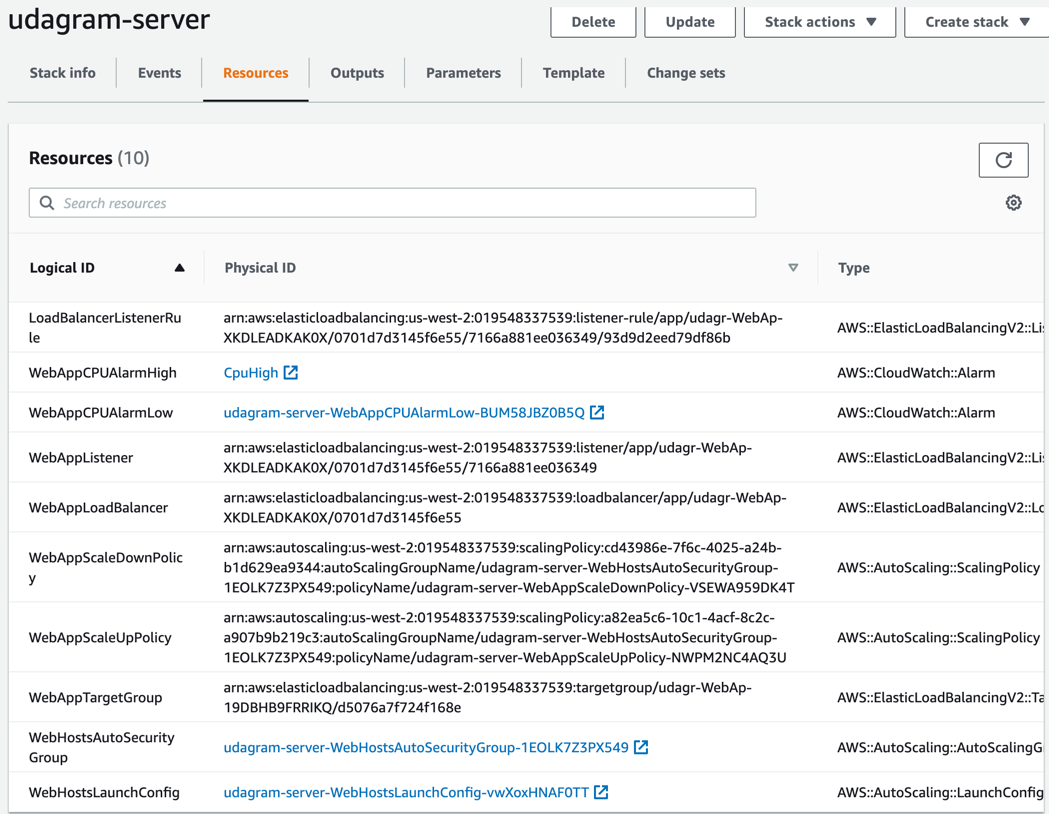 udagram-server
Delete
Update
Stack actions
Create stack
Stack info
Events
Resources
Outputs
Parameters
Template
Change sets
Resources (10)
Search resources
Logical ID
Physical ID
Type
LoadBalancerListenerRu
le
arn:aws:elasticloadbalancing:us-west-2:019548337539:listener-rule/app/udagr-WebAp-
XKDLEADKAK0X/0701d7d3145f6e55/7166a881ee036349/93d9d2eed79df86b
AWS::ElasticLoadBalancingV2::Lis
WebAppCPUAlarmHigh
CpuHigh
AWS::CloudWatch::Alarm
WebAppCPUAlarmLow
udagram-server-WebAppCPUAlarmLow-BUM58JBZ0B5Q
AWS::CloudWatch::Alarm
WebAppListener
arn:aws:elasticloadbalancing:us-west-2:019548337539:listener/app/udagr-WebAp-
XKDLEADKAK0X/0701d7d3145f6e55/7166a881ee036349
AWS::ElasticLoadBalancingV2::Lis
WebAppLoadBalancer
arn:aws:elasticloadbalancing:us-west-2:019548337539:loadbalancer/app/udagr-WebAp-
XKDLEADKAK0X/0701d7d3145f6e55
AWS::ElasticLoadBalancingV2::Lo
WebAppScaleDownPolic
y
arn:aws:autoscaling:us-west-2:019548337539:scalingPolicy:cd43986e-7f6c-4025-a24b-
b1d629ea9344:autoScalingGroupName/udagram-server-WebHostsAutoSecurityGroup-
1EOLK7Z3PX549:policyName/udagram-server-WebAppScaleDownPolicy-VSEWA959DK4T
AWS::AutoScaling::ScalingPolicy
WebAppScaleUpPolicy
arn:aws:autoscaling:us-west-2:019548337539:scalingPolicy:a82ea5c6-10c1-4acf-8c2c-
a907b9b219c3:autoScalingGroupName/udagram-server-WebHostsAutoSecurityGroup-
1EOLK7Z3PX549:policyName/udagram-server-WebAppScaleUpPolicy-NWPM2NC4AQ3U
AWS::AutoScaling::ScalingPolicy
WebAppTargetGroup
arn:aws:elasticloadbalancing:us-west-2:019548337539:targetgroup/udagr-WebAp-
19DBHB9FRRIKQ/d5076a7f724f168e
AWS::ElasticLoadBalancingV2::Ta
WebHostsAutoSecurity
Group
udagram-server-WebHostsAutoSecurityGroup-1EOLK7Z3PX549
AWS::AutoScaling::AutoScalingG
WebHostsLaunchConfig
udagram-server-WebHostsLaunchConfig-vwXoxHNAF0TT
AWS::AutoScaling::LaunchConfig